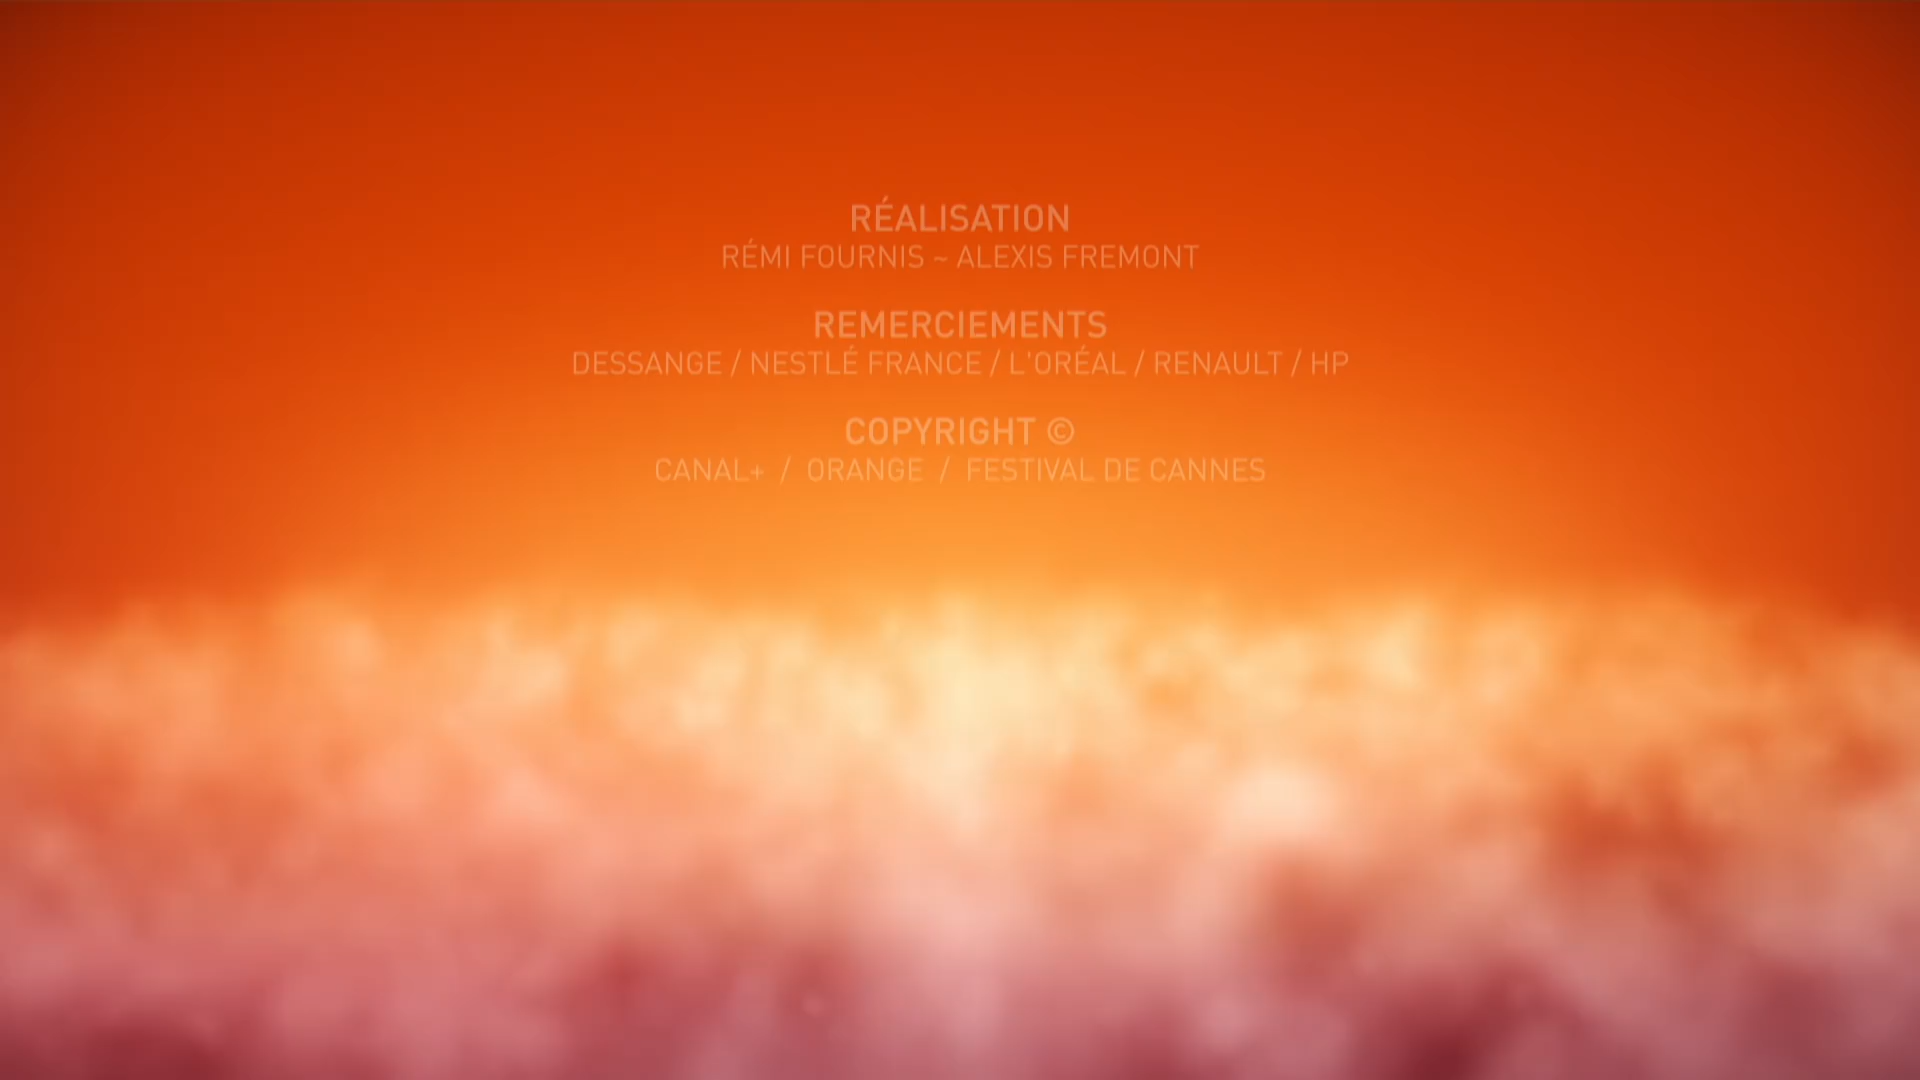 RÉALISATION
RÉMI FOURNIS ~ ALEXIS FREMONT
REMERCIEMENTS
DESSANGE / NESTLÉ FRANCE / L'ORÉAL / RENAULT / HP
COPYRIGHT ©
CANAL+ / ORANGE / FESTIVAL DE CANNES